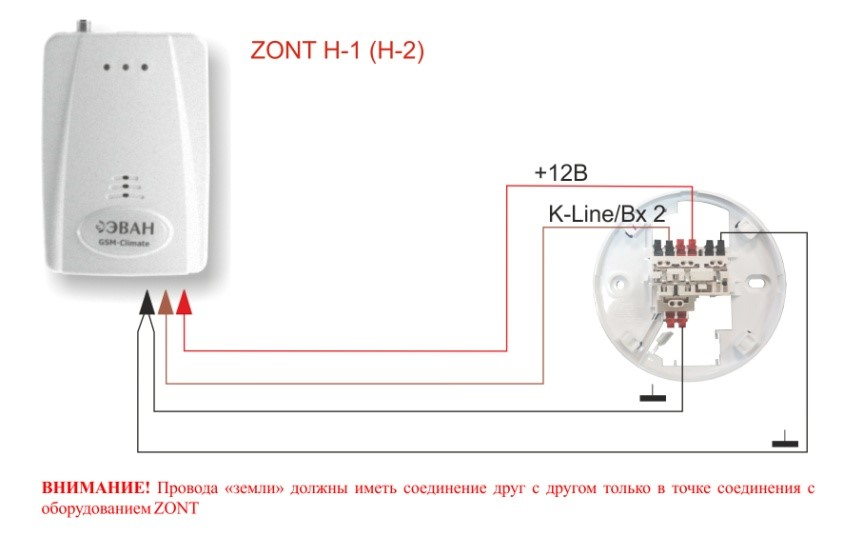 ZONT H-1 (H-2)
+12В
K-Line/Вх 2
ЭВАН
GSM-Climate
ВНИМАНИЕ! Провода «земли» должны иметь соединение друг с другом только в точке соединения с
оборудованием ZONT